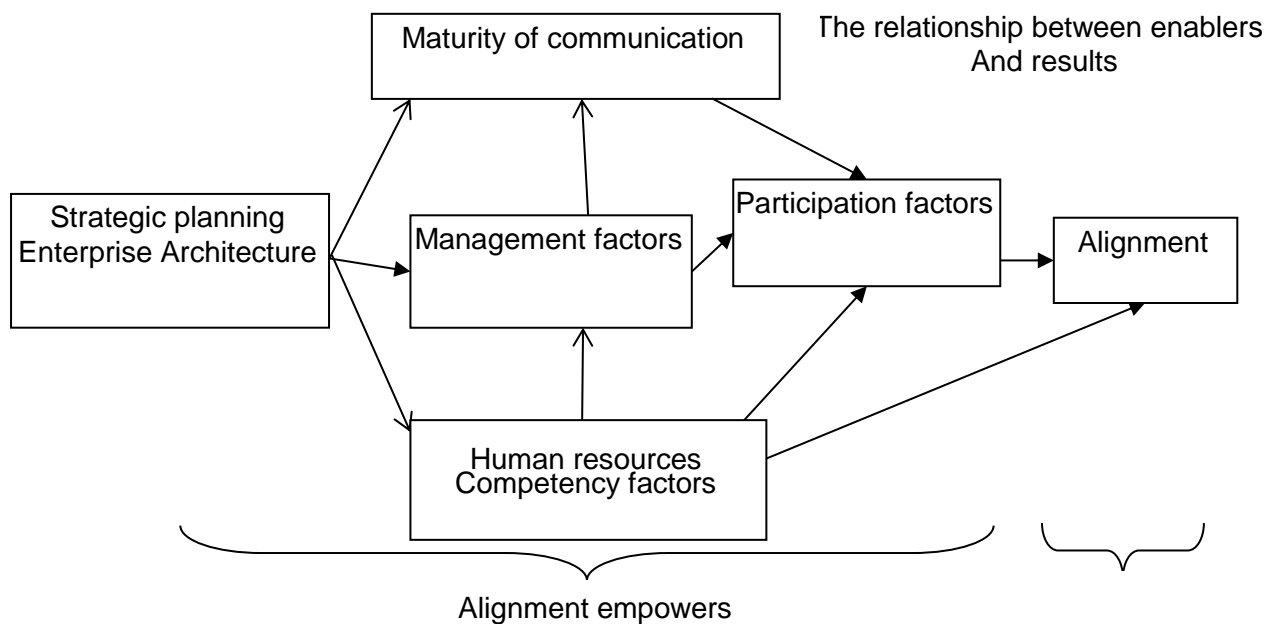 Maturity of communication
The relationship between enablers
And results
Strategic planning
Enterprise Architecture
Management factors
Participation factors
Alignment
Human resources
Competency factors
Alignment empowers